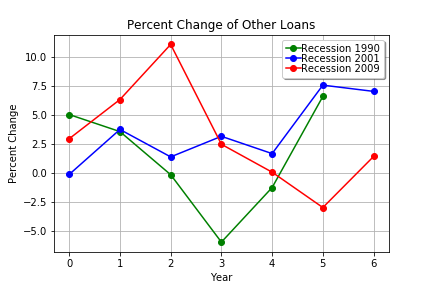 Percent Change of Other Loans
Recession 1990
Recession 2001
Recession 2009
Percent Change
10.0
7.5
5.0
2.5
0.0
−2.5
−5.0
0 1 2 3 4 5 6
Year